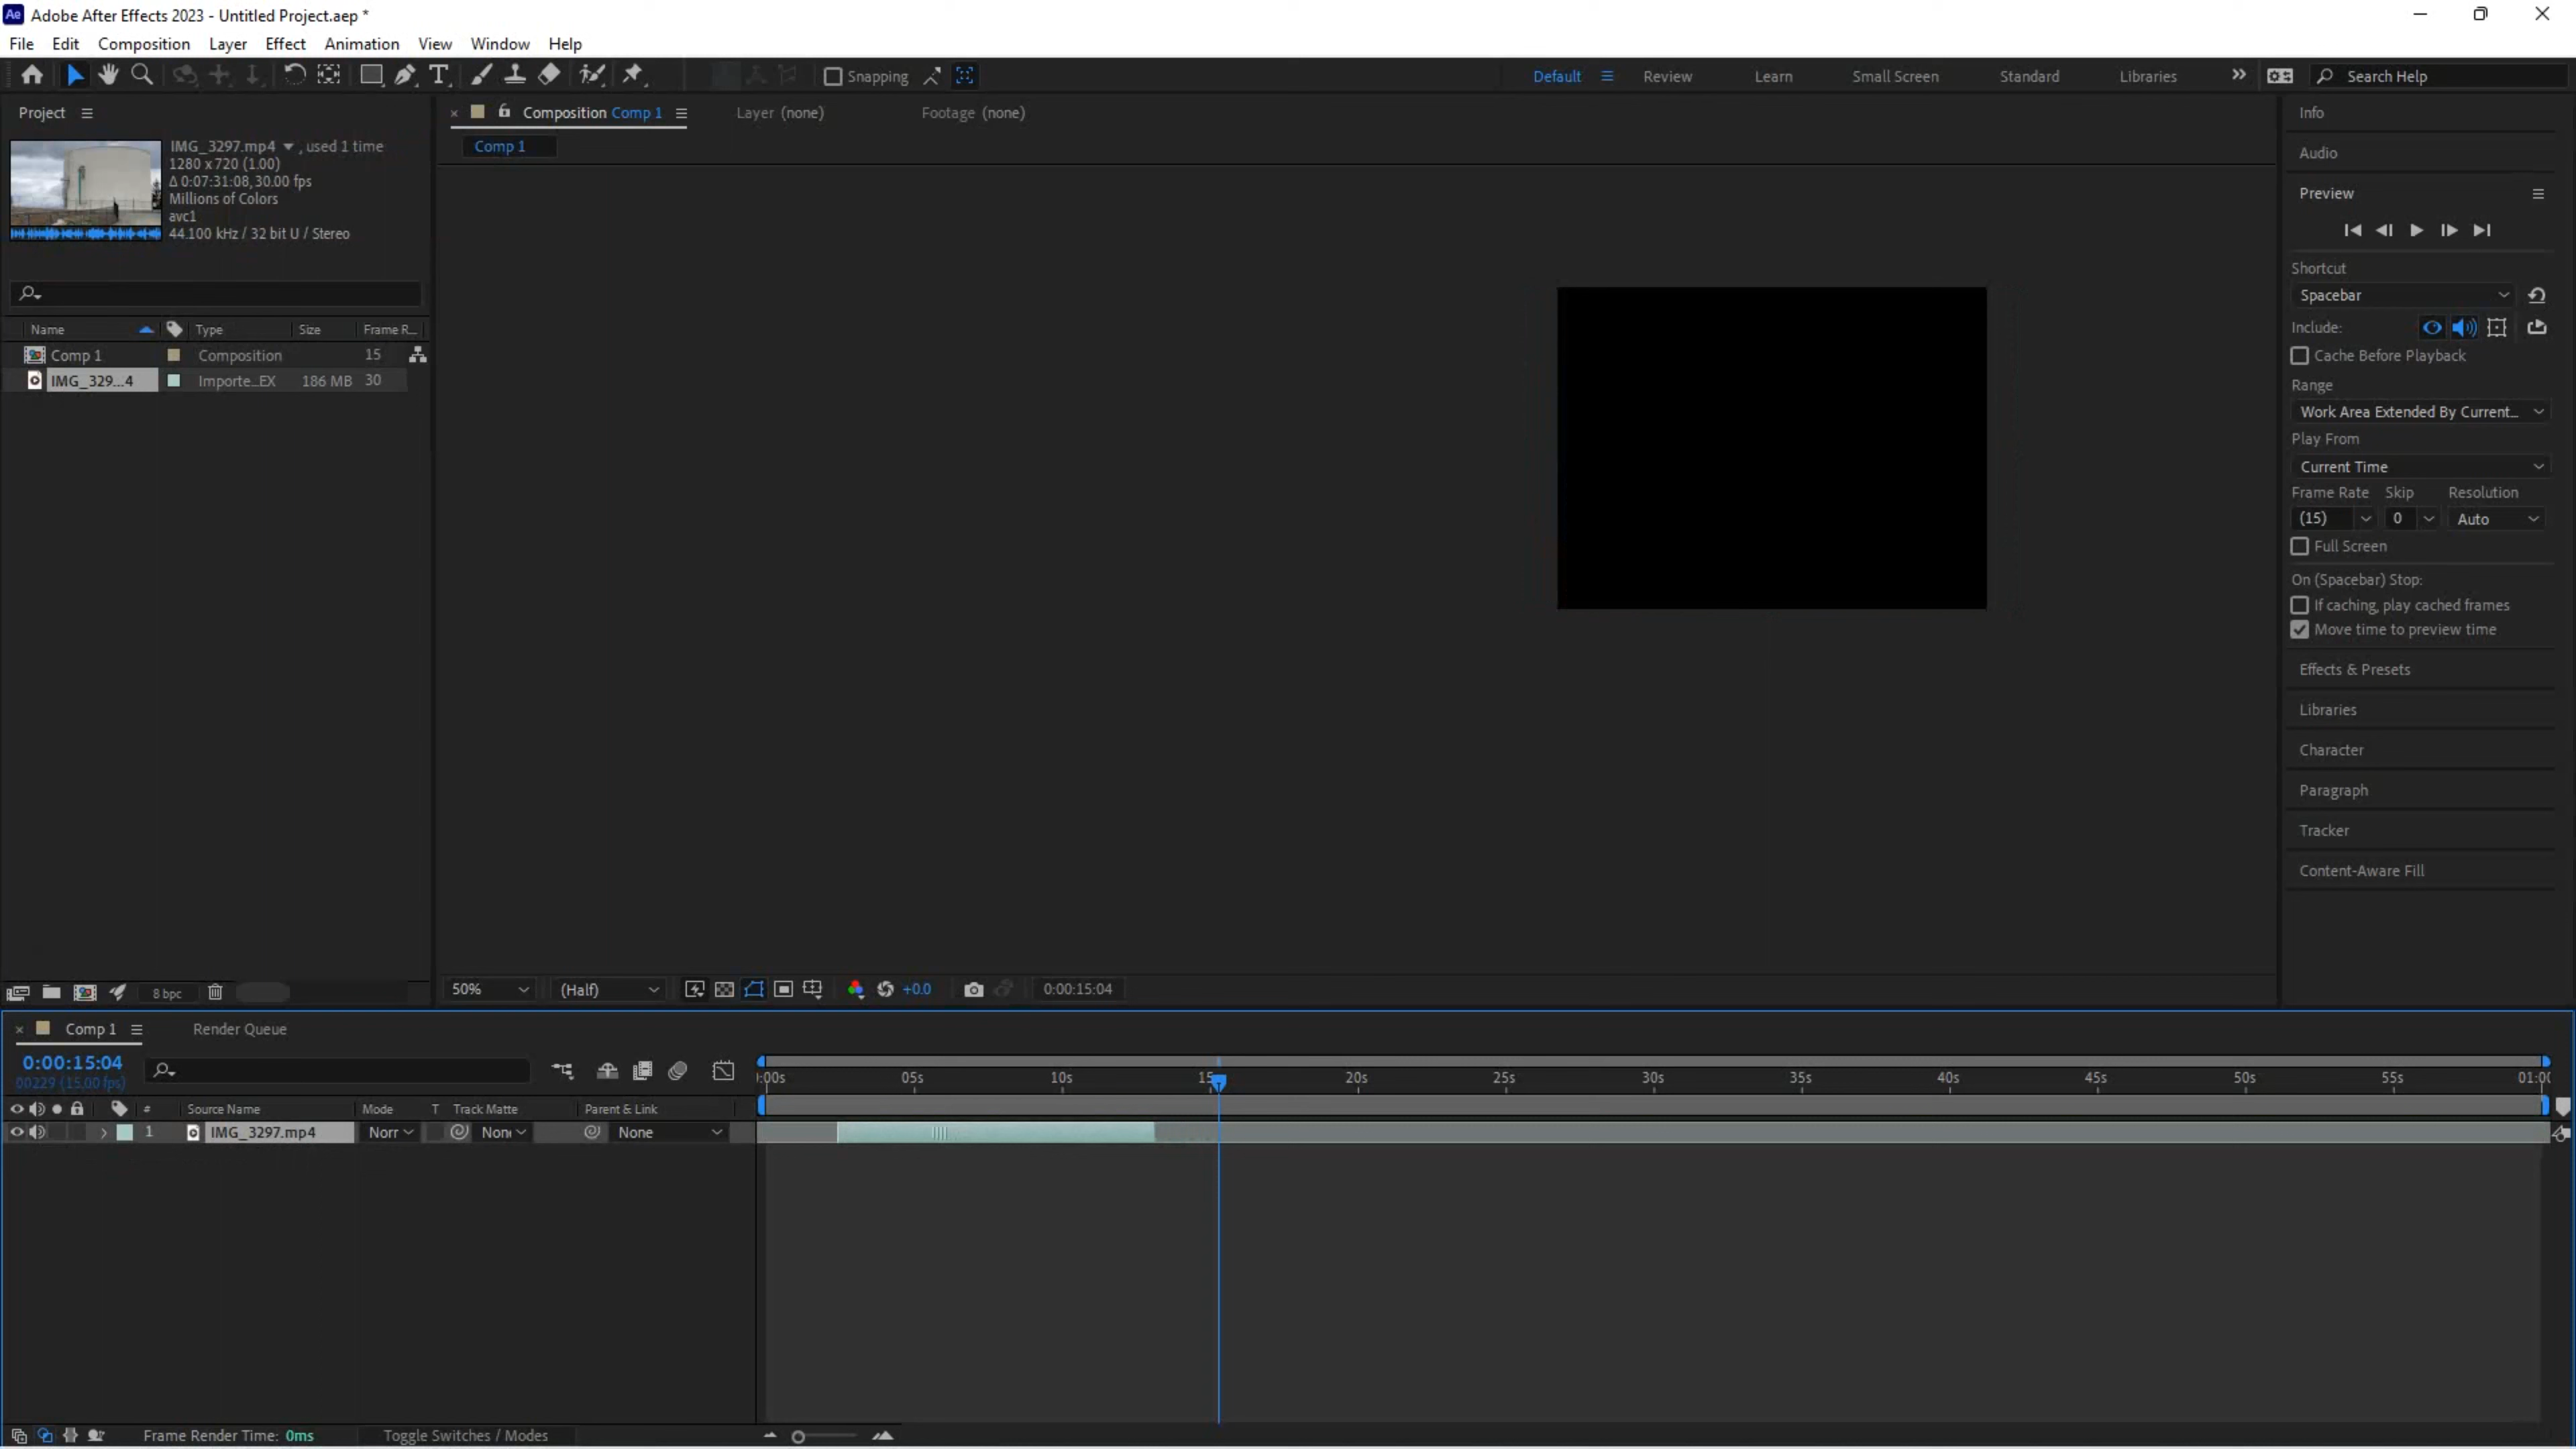 Ae Adobe After Effects 2023 - Untitled Project.aep *
File Edit Composition Layer Effect Animation View Window Help
Snapping Default Review Learn Small Screen Standard Libraries Search Help
Project
IMG_3297.mp4 , used 1 time
1280 x 720 (1.00)
Δ 0:07:31:08, 30.00 fps
Millions of Colors
avc1
44.100 kHz / 32 bit U / Stereo
Name Type Size Frame R...
Comp 1 Composition 15
IMG_329...4 Importe...EX 186 MB 30
8 bpc
Composition Comp 1 Layer (none) Footage (none)
Comp 1
50% (Half) +0.0 0:00:15:04
Info
Audio
Preview
Shortcut
Spacebar
Include:
Cache Before Playback
Range
Work Area Extended By Current...
Play From
Current Time
Frame Rate Skip Resolution
(15) 0 Auto
Full Screen
On (Spacebar) Stop:
If caching, play cached frames
Move time to preview time
Effects & Presets
Libraries
Character
Paragraph
Tracker
Content-Aware Fill
Comp 1 Render Queue
0:00:15:04
00229 (15.00 fps)
:00s 05s 10s 15 20s 25s 30s 35s 40s 45s 50s 55s 01:00
# Source Name Mode T Track Matte Parent & Link
1 IMG_3297.mp4 Norr Non None
Frame Render Time: 0ms Toggle Switches / Modes